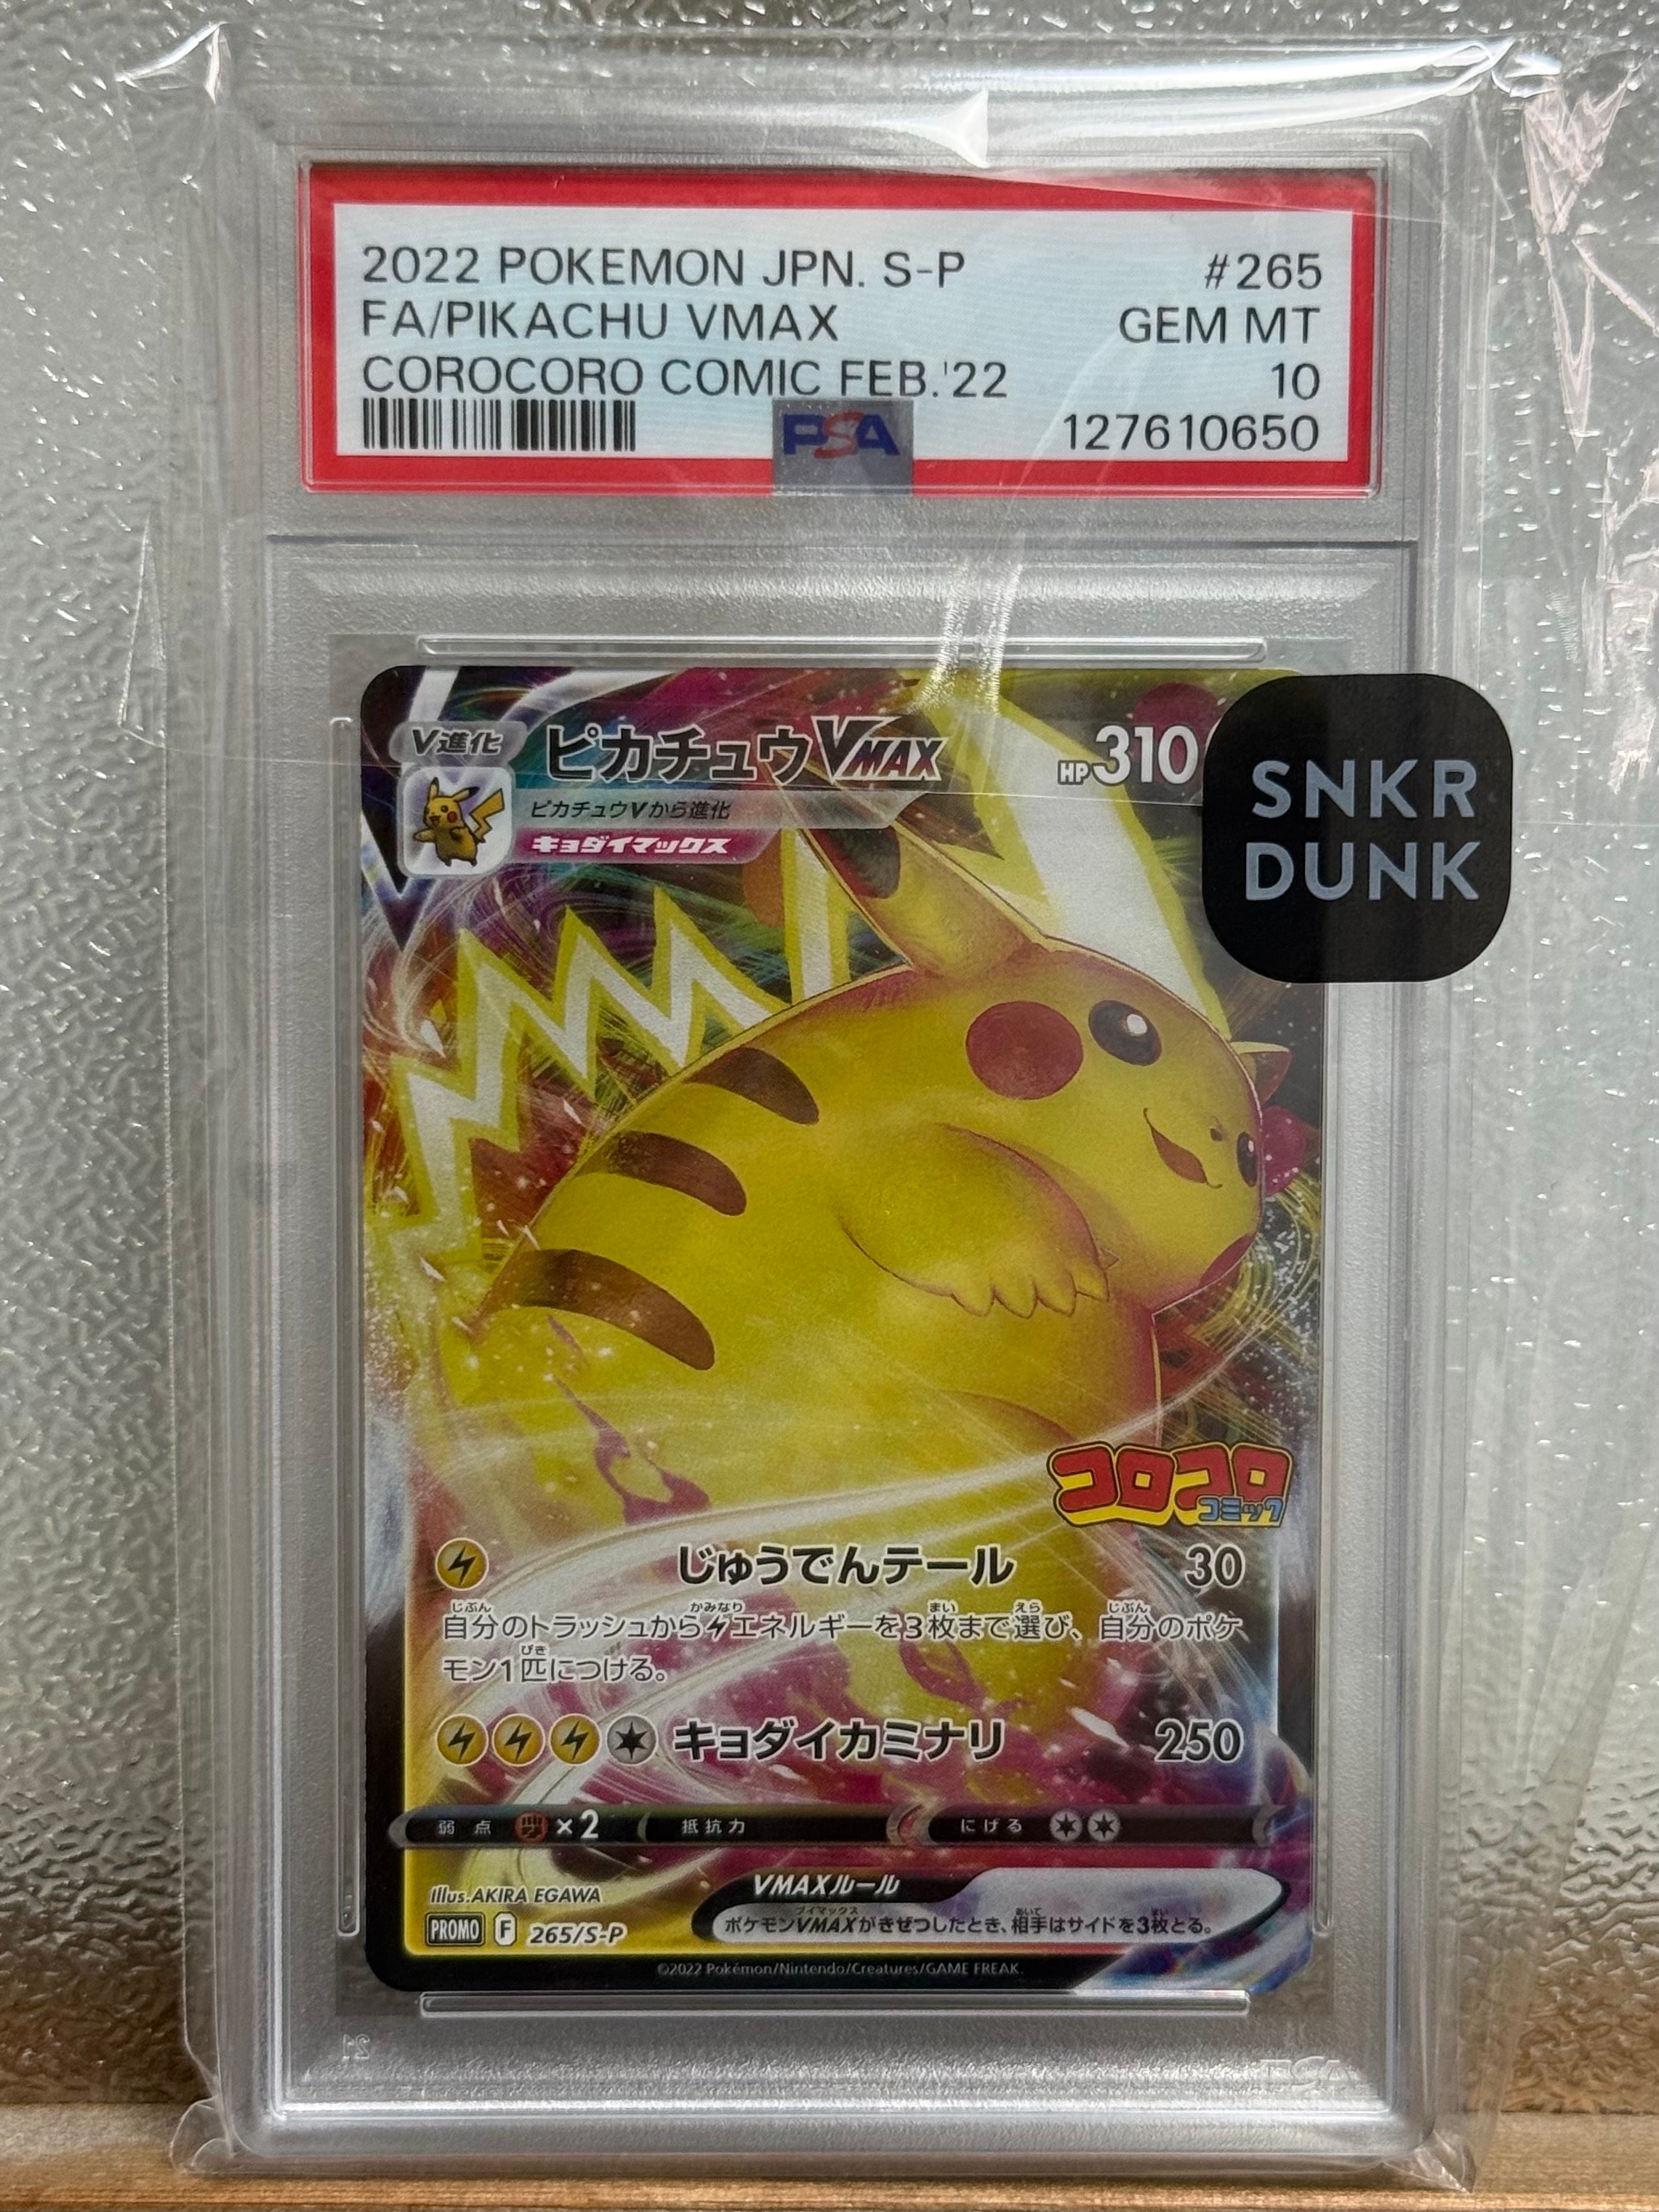 2022 POKEMON JPN. S-P #265
FA/PIKACHU VMAX GEM MT
COROCORO COMIC FEB.'22 10
PSA 127610650
V進化 ピカチュウVMAX HP310
ピカチュウVから進化
キョダイマックス
SNKR
DUNK
コロコロ
コミック
じゅうでんテール 30
自分のトラッシュからエネルギーを3枚まで選び、自分のポケ
モン1匹につける。
キョダイカミナリ 250
弱点 ×2 抵抗力 にげる
VMAXルール
ポケモンVMAXがきぜつしたとき、相手はサイドを3枚とる。
Illus.AKIRA EGAWA
PROMO F 265/S-P
©2022 Pokémon/Nintendo/Creatures/GAME FREAK.